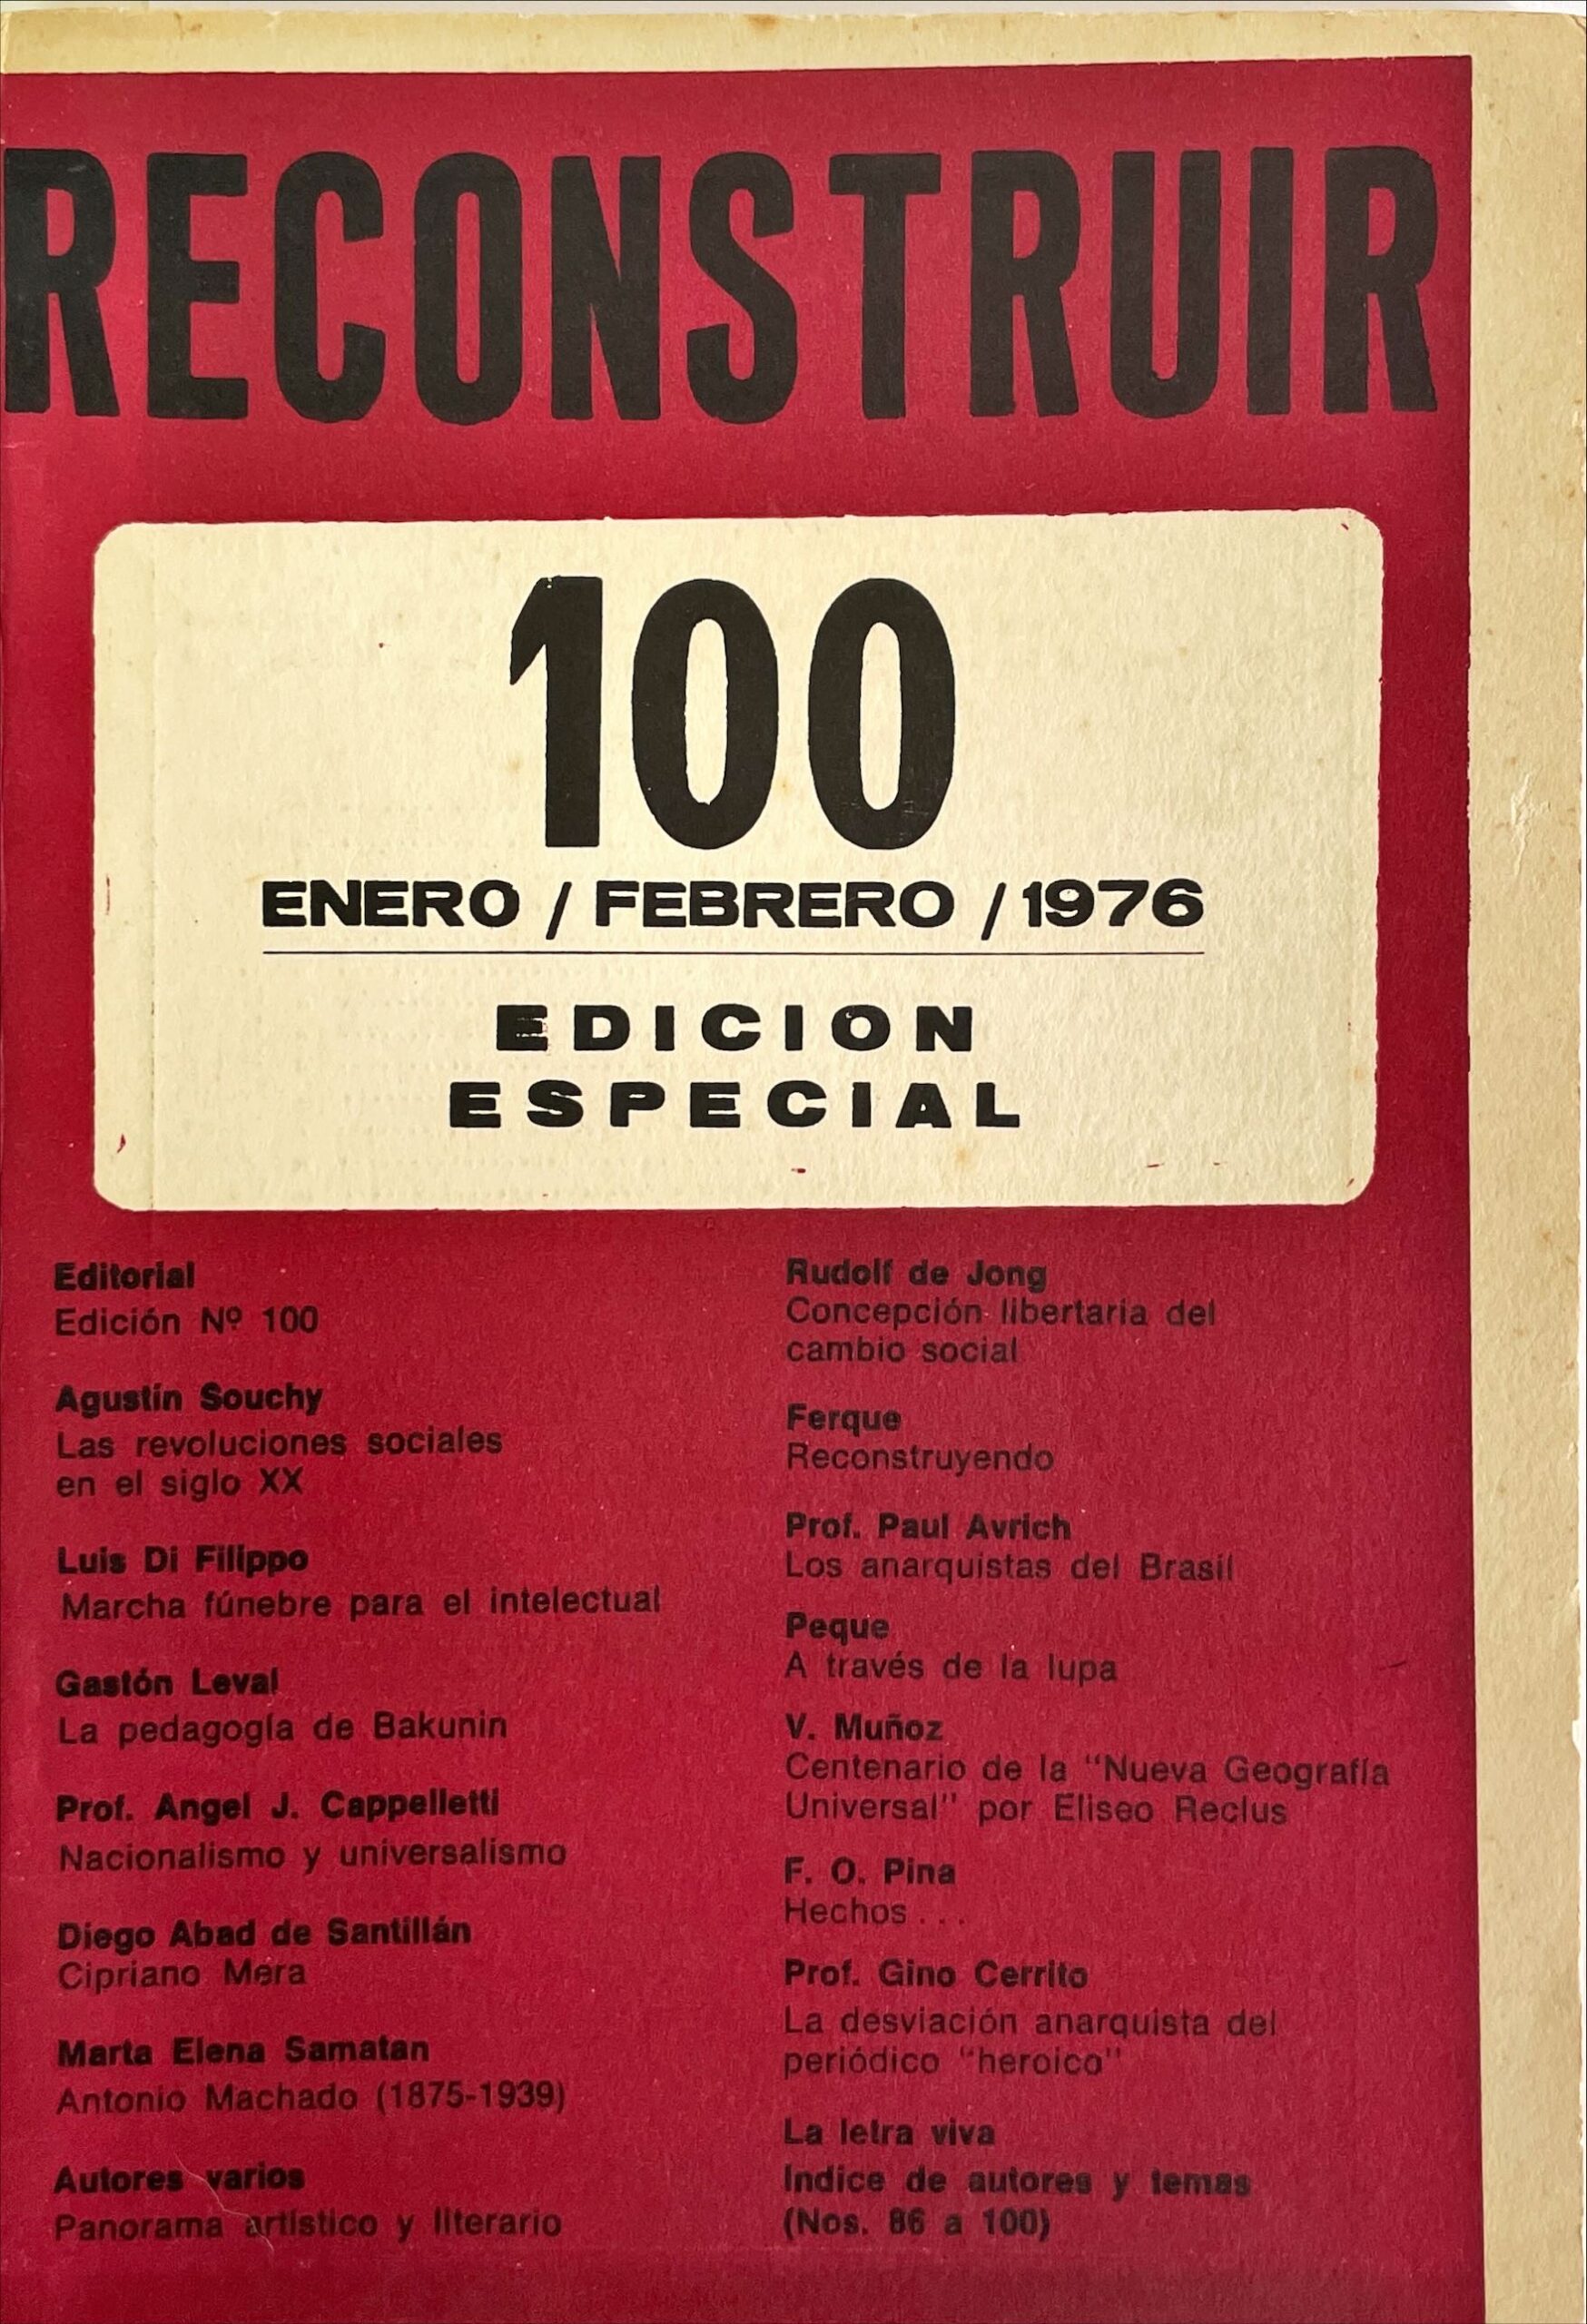 RECONSTRUIR
100
ENERO / FEBRERO / 1976
EDICION
ESPECIAL
Editorial
Edición Nº 100
Agustín Souchy
Las revoluciones sociales
en el siglo XX
Luis Di Filippo
Marcha fúnebre para el intelectual
Gastón Leval
La pedagogía de Bakunin
Prof. Angel J. Cappelletti
Nacionalismo y universalismo
Diego Abad de Santillán
Cipriano Mera
Marta Elena Samatan
Antonio Machado (1875-1939)
Autores varios
Panorama artístico y literario
Rudolf de Jong
Concepción libertaria del
cambio social
Ferque
Reconstruyendo
Prof. Paul Avrich
Los anarquistas del Brasil
Peque
A través de la lupa
V. Muñoz
Centenario de la "Nueva Geografía
Universal" por Eliseo Reclus
F. O. Pina
Hechos . . .
Prof. Gino Cerrito
La desviación anarquista del
periódico "heroico"
La letra viva
Indice de autores y temas
(Nos. 86 a 100)